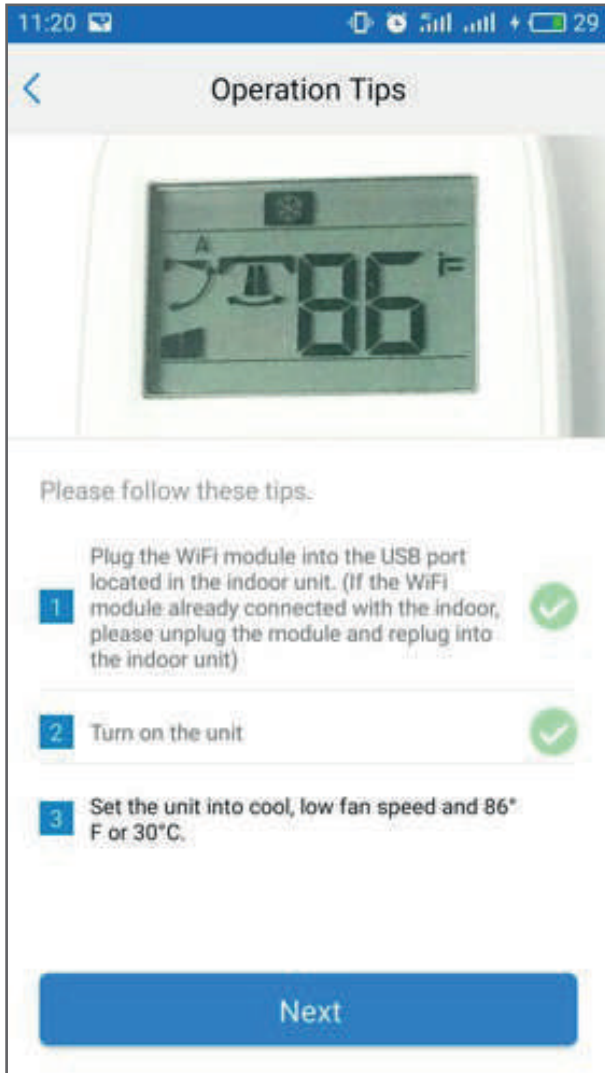 11:20
29
Operation Tips
A
86 F
Please follow these tips.
Plug the WiFi module into the USB port
located in the indoor unit. (If the WiFi
1 module already connected with the indoor,
please unplug the module and replug into
the indoor unit)
2 Turn on the unit
3 Set the unit into cool, low fan speed and 86°
F or 30°C.
Next